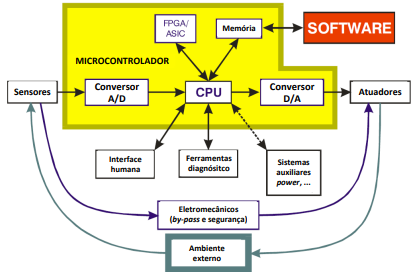 FPGA/
ASIC
Memória
SOFTWARE
MICROCONTROLADOR
Sensores
Conversor
A/D
CPU
Conversor
D/A
Atuadores
Interface
humana
Ferramentas
diagnósitco
Sistemas
auxiliares
power, ...
Eletromecânicos
(by-pass e segurança)
Ambiente
externo